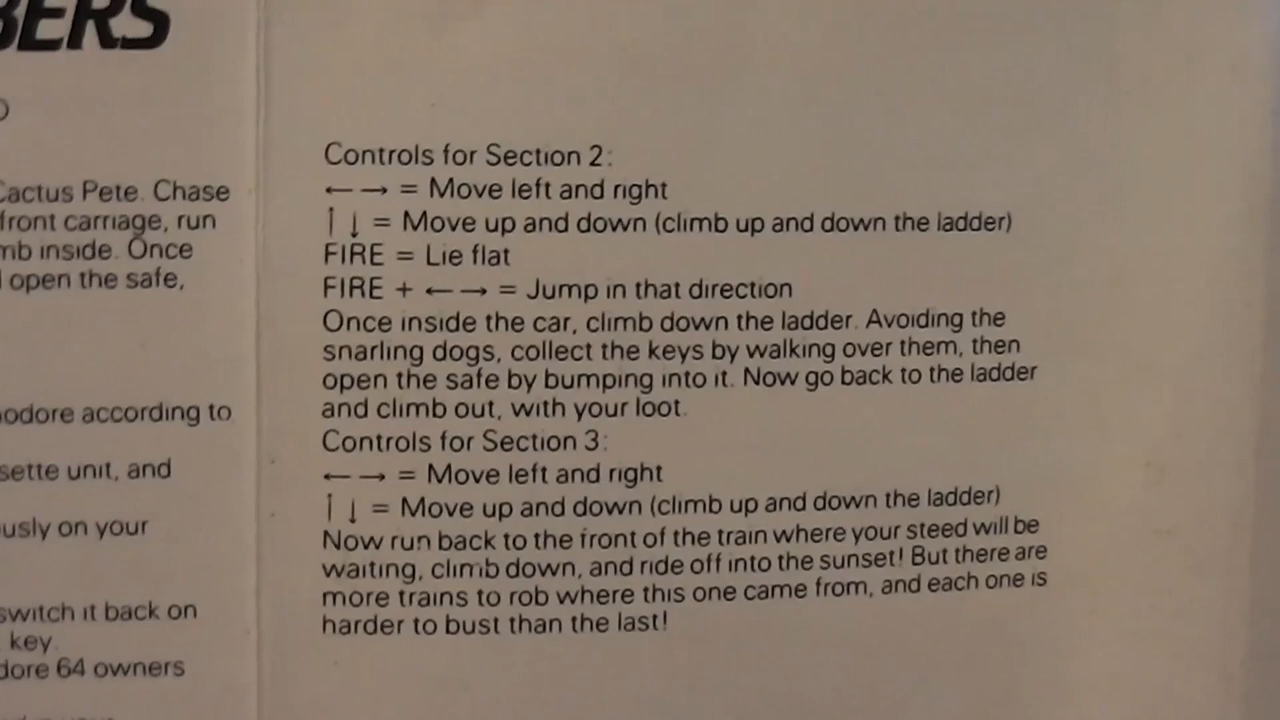 BERS
Cactus Pete. Chase
front carriage, run
mb inside. Once
open the safe,
odore according to
sette unit, and
usly on your
switch it back on
key.
dore 64 owners
Controls for Section 2:
←→ = Move left and right
↑↓ = Move up and down (climb up and down the ladder)
FIRE = Lie flat
FIRE + ←→ = Jump in that direction
Once inside the car, climb down the ladder. Avoiding the
snarling dogs, collect the keys by walking over them, then
open the safe by bumping into it. Now go back to the ladder
and climb out, with your loot.
Controls for Section 3:
←→ = Move left and right
↑↓ = Move up and down (climb up and down the ladder)
Now run back to the front of the train where your steed will be
waiting, climb down, and ride off into the sunset! But there are
more trains to rob where this one came from, and each one is
harder to bust than the last!